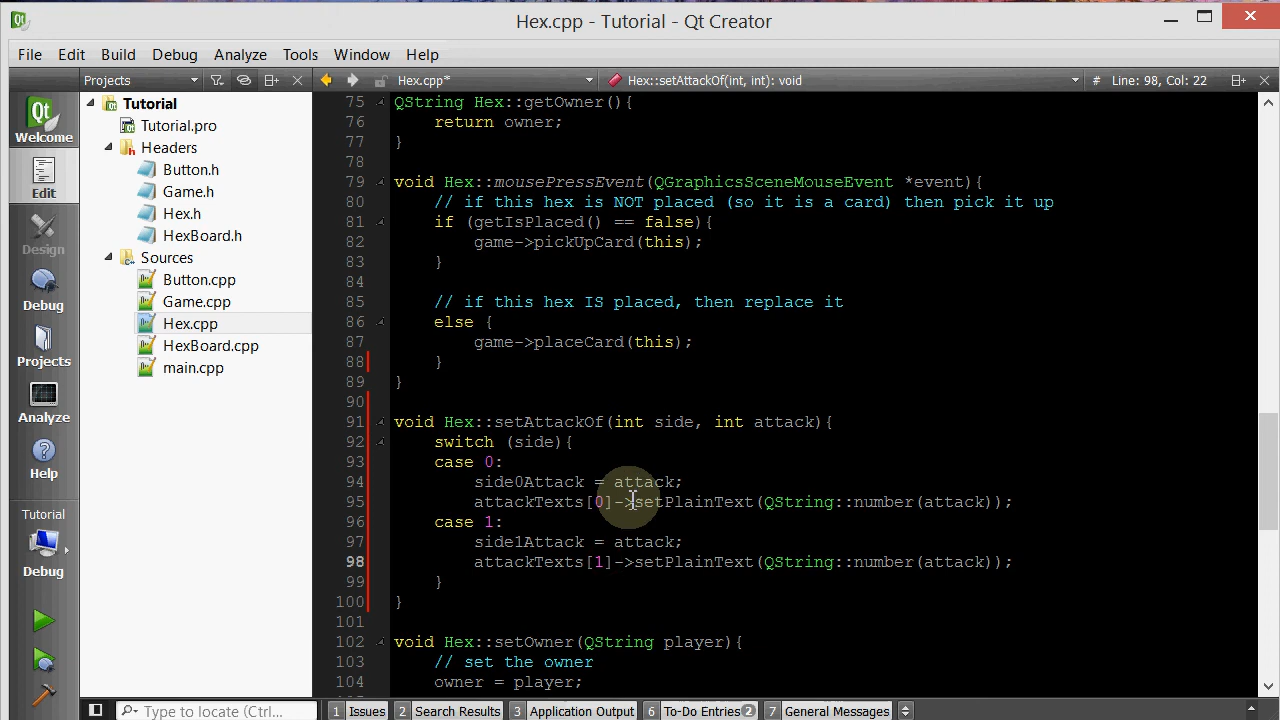 Qt
Hex.cpp - Tutorial - Qt Creator
File Edit Build Debug Analyze Tools Window Help
Projects Hex.cpp* Hex::setAttackOf(int, int): void # Line: 98, Col: 22
Qt
Welcome
Edit
Design
Debug
Projects
Analyze
Help
Tutorial
Debug
Tutorial
Tutorial.pro
Headers
Button.h
Game.h
Hex.h
HexBoard.h
Sources
Button.cpp
Game.cpp
Hex.cpp
HexBoard.cpp
main.cpp
75 QString Hex::getOwner(){
76 return owner;
77 }
78
79 void Hex::mousePressEvent(QGraphicsSceneMouseEvent *event){
80 // if this hex is NOT placed (so it is a card) then pick it up
81 if (getIsPlaced() == false){
82 game->pickUpCard(this);
83 }
84
85 // if this hex IS placed, then replace it
86 else {
87 game->placeCard(this);
88 }
89 }
90
91 void Hex::setAttackOf(int side, int attack){
92 switch (side){
93 case 0:
94 side0Attack = attack;
95 attackTexts[0]->setPlainText(QString::number(attack));
96 case 1:
97 side1Attack = attack;
98 attackTexts[1]->setPlainText(QString::number(attack));
99 }
100 }
101
102 void Hex::setOwner(QString player){
103 // set the owner
104 owner = player;
Type to locate (Ctrl... 1 Issues 2 Search Results 3 Application Output 6 To-Do Entries 2 7 General Messages